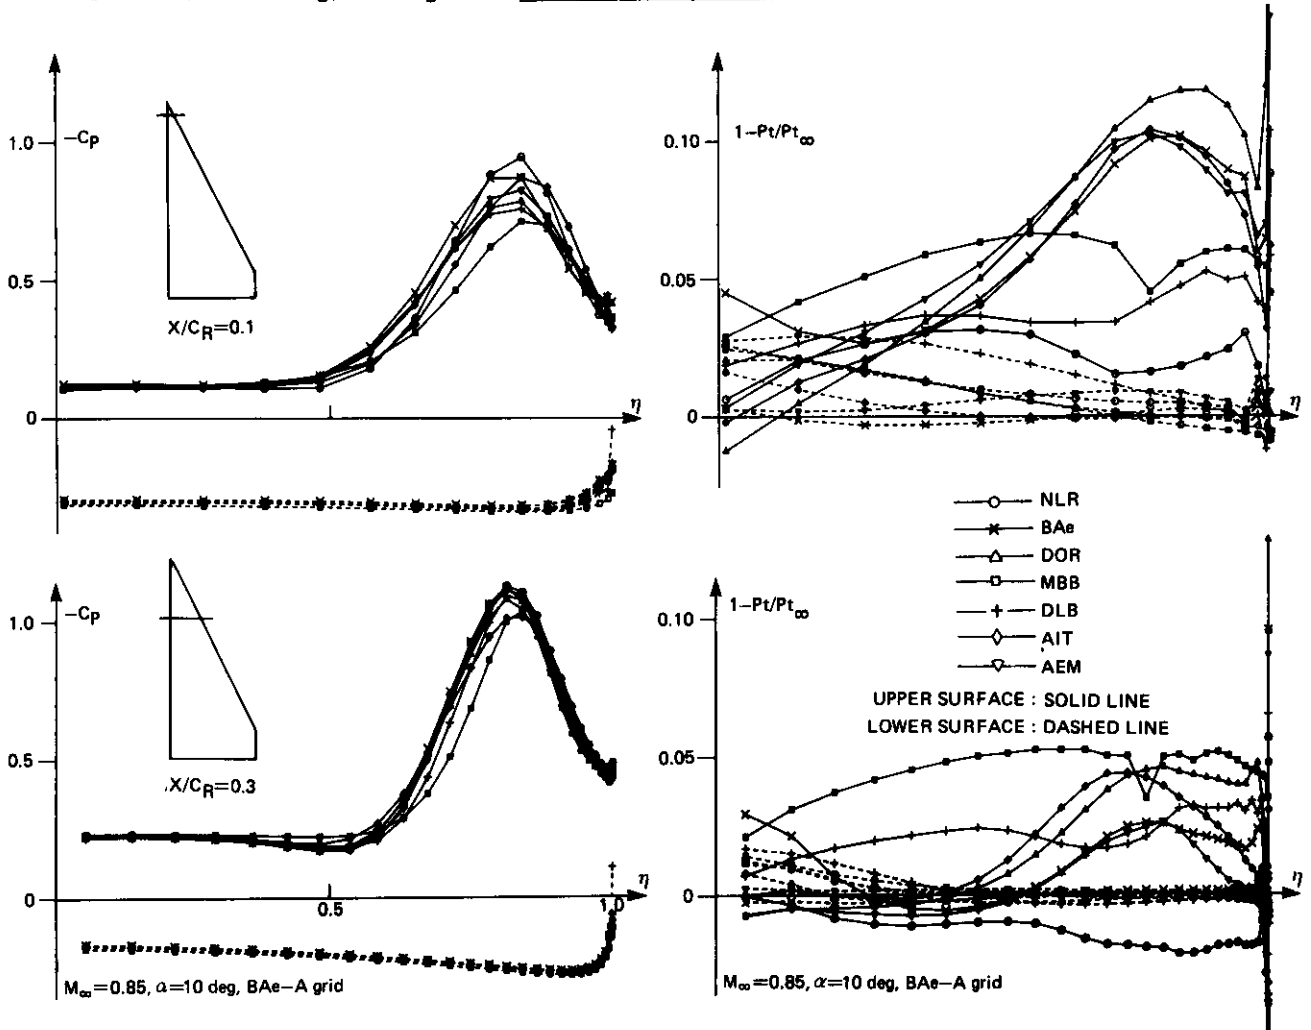 1.0
−CP
0.5
0
η
X/CR=0.1
0.10
1−Pt/Pt∞
0.05
0
η
NLR
BAe
DOR
MBB
DLB
AIT
AEM
UPPER SURFACE : SOLID LINE
LOWER SURFACE : DASHED LINE
1.0
−CP
0.5
0
0.5
1.0
η
X/CR=0.3
M∞=0.85, α=10 deg, BAe−A grid
0.10
1−Pt/Pt∞
0.05
0
η
M∞=0.85, α=10 deg, BAe−A grid